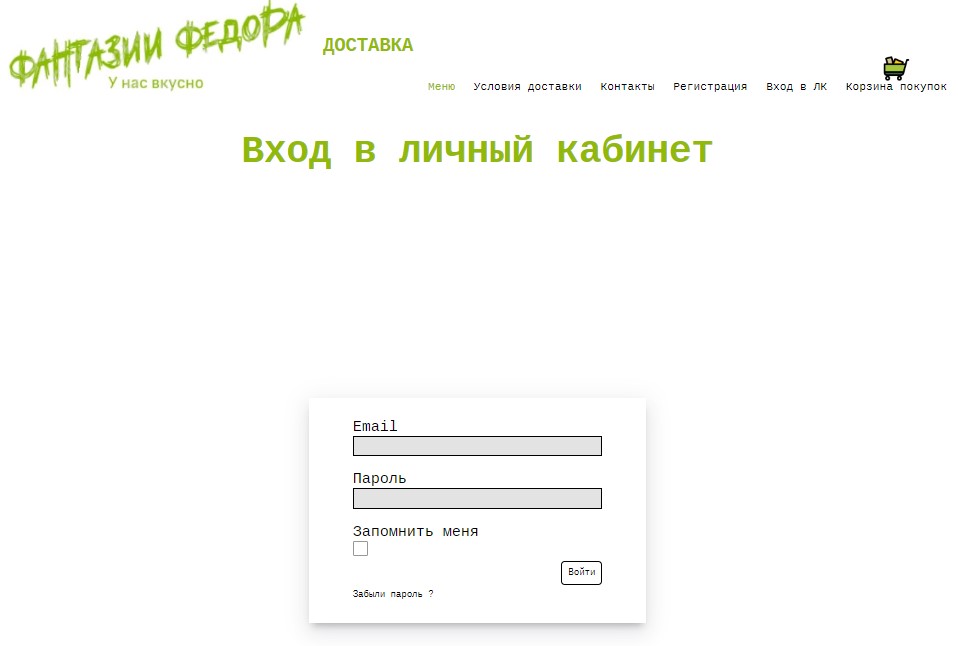 ФАНТАЗИИ ФЕДОРА
У нас вкусно
ДОСТАВКА
Меню Условия доставки Контакты Регистрация Вход в ЛК Корзина покупок
Вход в личный кабинет
Email
Пароль
Запомнить меня
Войти
Забыли пароль ?